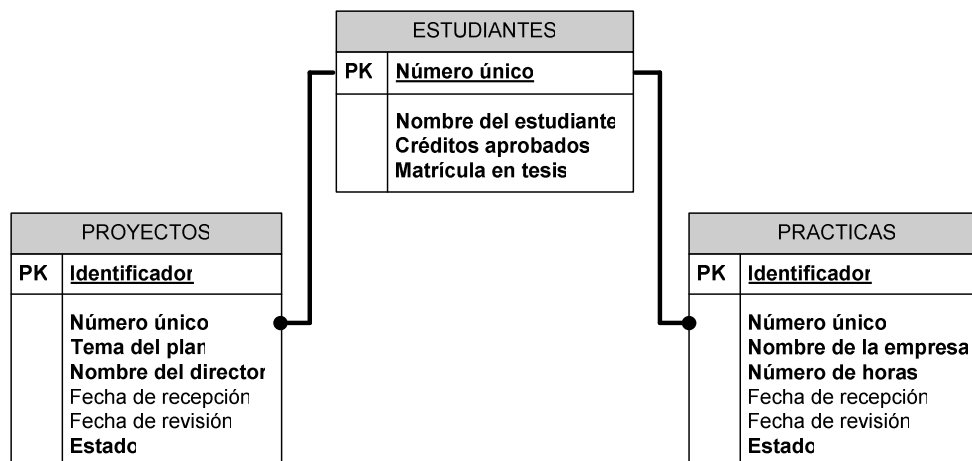 ESTUDIANTES
PK Número único
Nombre del estudiante
Créditos aprobados
Matrícula en tesis
PROYECTOS
PK Identificador
Número único
Tema del plan
Nombre del director
Fecha de recepción
Fecha de revisión
Estado
PRACTICAS
PK Identificador
Número único
Nombre de la empresa
Número de horas
Fecha de recepción
Fecha de revisión
Estado